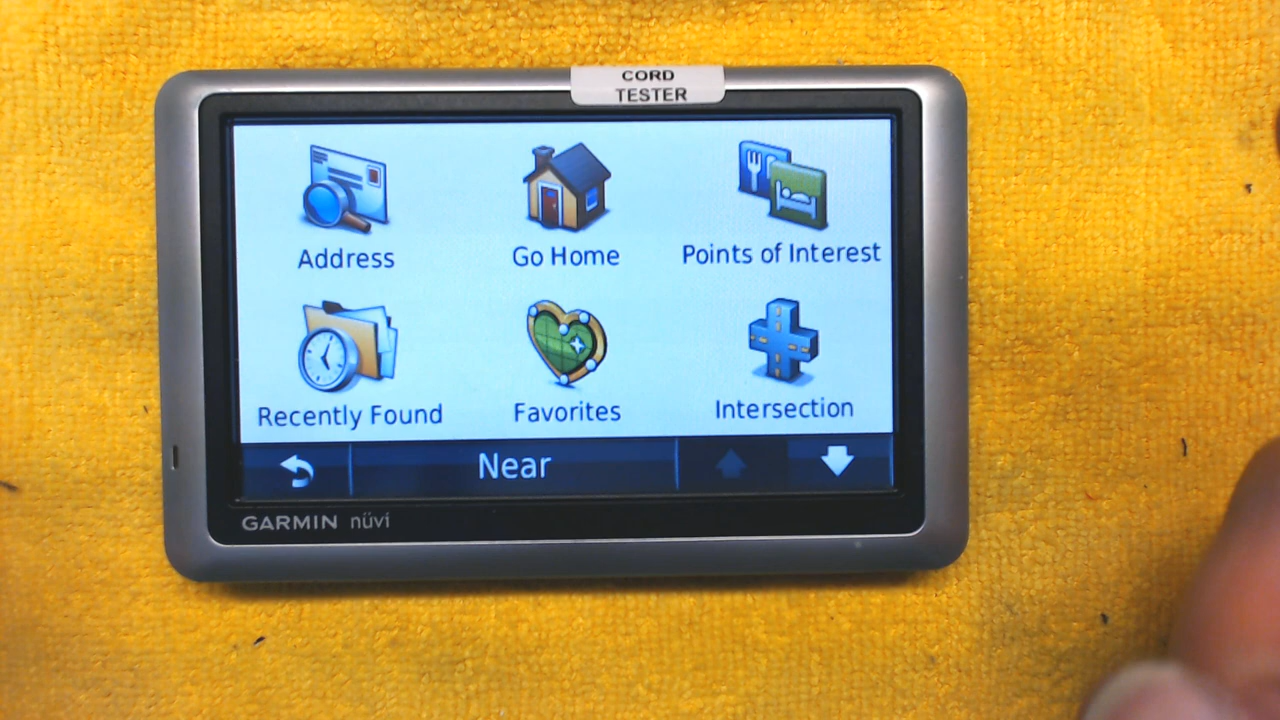 CORD
TESTER
Address
Go Home
Points of Interest
Recently Found
Favorites
Intersection
Near
GARMIN nüvi